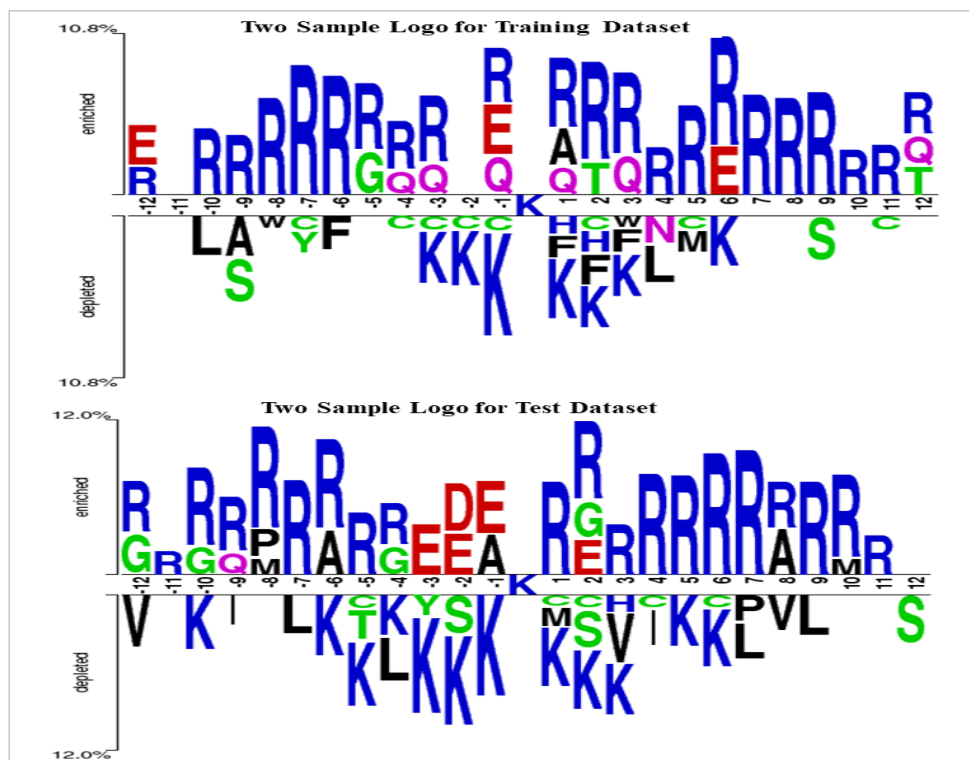 Two Sample Logo for Training Dataset
10.8%
enriched
E R R R R R R R R R R R R R R R R R R R R R
R G Q Q E A T Q E Q
Q Q T
-12 -11 -10 -9 -8 -7 -6 -5 -4 -3 -2 -1 K 1 2 3 4 5 6 7 8 9 10 11 12
L A W C F C C C C H C W N C K S C
S Y K K K F H F L M
K F K
K
depleted
10.8%
Two Sample Logo for Test Dataset
12.0%
enriched
R R R R R R R R R E D E R R R R R R R R R R R
G G Q P A G E A G A M
M E
-12 -11 -10 -9 -8 -7 -6 -5 -4 -3 -2 -1 K 1 2 3 4 5 6 7 8 9 10 11 12
V K I L K C K Y S K C C H C K C P V L S
T L K K M S V I K L
K K K K
depleted
12.0%